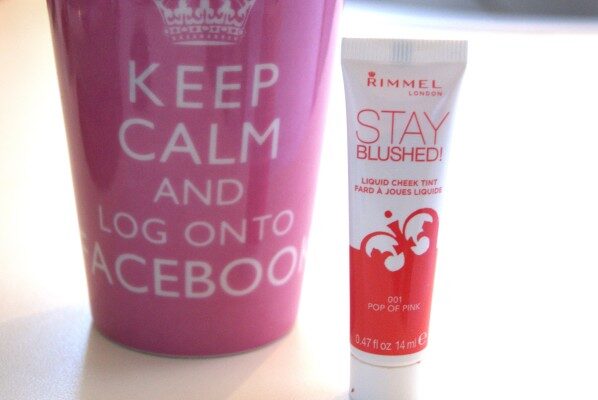 KEEP
CALM
AND
LOG ONTO
FACEBOOK
RIMMEL
LONDON
STAY
BLUSHED!
LIQUID CHEEK TINT
FARD À JOUES LIQUIDE
001
POP OF PINK
0.47 fl oz 14 ml e